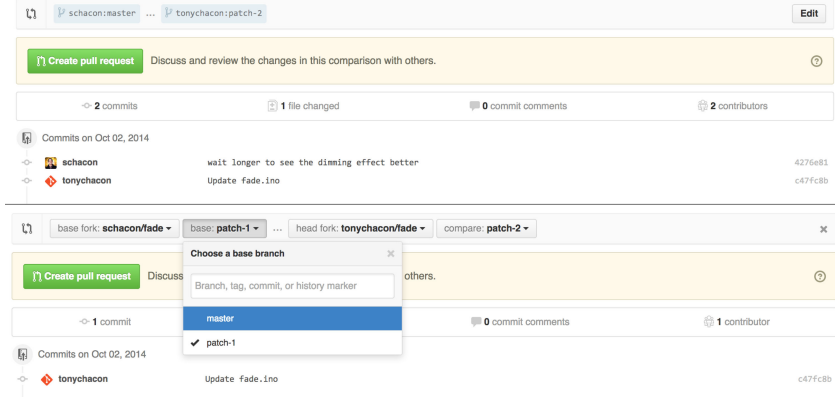 schacon:master ... tonychacon:patch-2 Edit
Create pull request Discuss and review the changes in this comparison with others.
2 commits 1 file changed 0 commit comments 2 contributors
Commits on Oct 02, 2014
schacon wait longer to see the dimming effect better 4276e81
tonychacon Update fade.ino c47fc8b
base fork: schacon/fade base: patch-1 ... head fork: tonychacon/fade compare: patch-2
Choose a base branch
Create pull request Discuss others.
Branch, tag, commit, or history marker
master
1 commit 0 commit comments 1 contributor
patch-1
Commits on Oct 02, 2014
tonychacon Update fade.ino c47fc8b